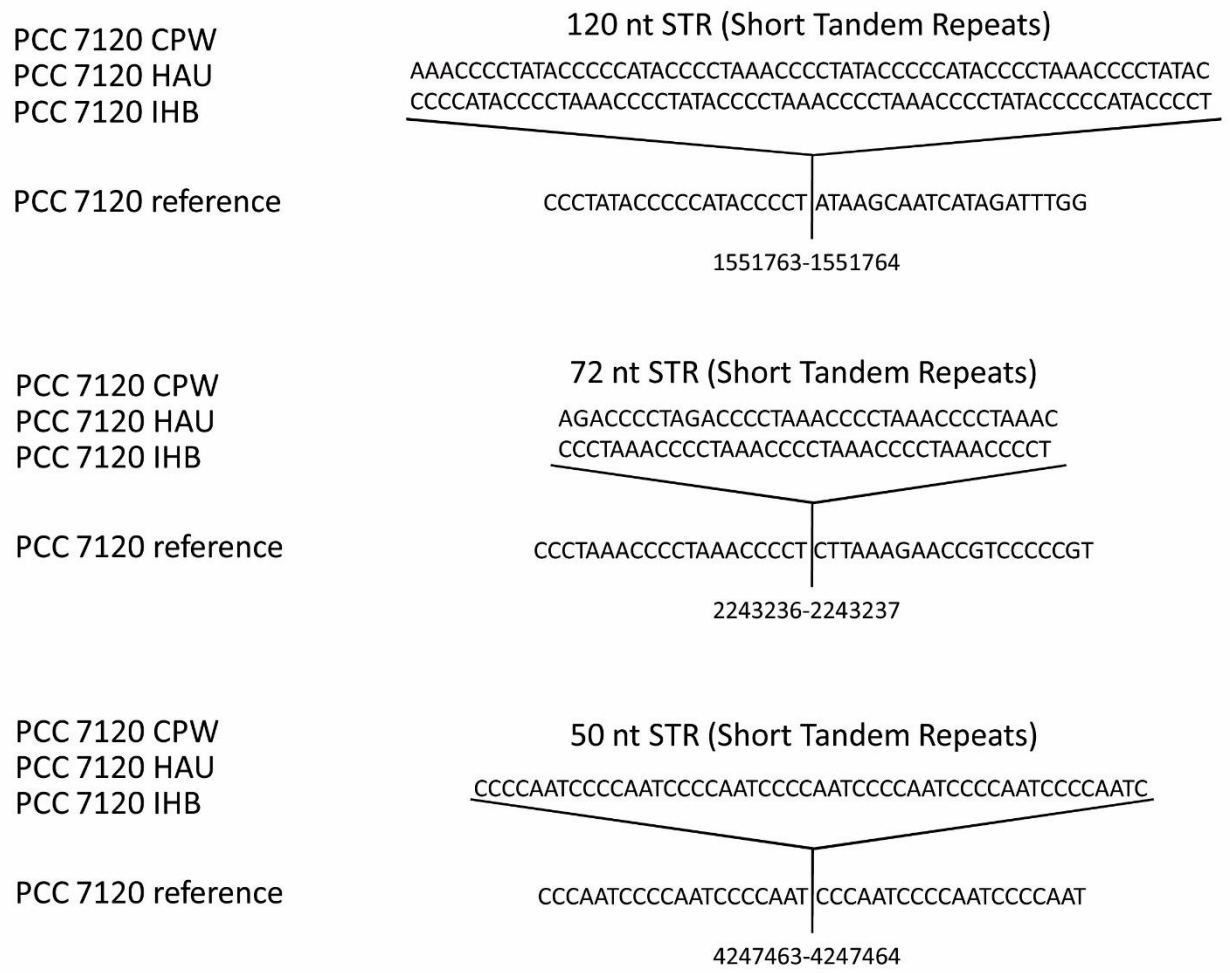 PCC 7120 CPW
PCC 7120 HAU
PCC 7120 IHB
120 nt STR (Short Tandem Repeats)
AAACCCCTATACCCCCATACCCCTAAACCCCTATACCCCCATACCCCTAAACCCCTATAC
CCCCATACCCCTAAACCCCTATACCCCTAAACCCCTAAACCCCTATACCCCCATACCCCT
PCC 7120 reference
CCCTATACCCCCATACCCCT ATAAGCAATCATAGATTTGG
1551763-1551764
PCC 7120 CPW
PCC 7120 HAU
PCC 7120 IHB
72 nt STR (Short Tandem Repeats)
AGACCCCTAGACCCCTAAACCCCTAAACCCCTAAAC
CCCTAAACCCCTAAACCCCTAAACCCCTAAACCCCT
PCC 7120 reference
CCCTAAACCCCTAAACCCCT CTTAAAGAACCGTCCCCCGT
2243236-2243237
PCC 7120 CPW
PCC 7120 HAU
PCC 7120 IHB
50 nt STR (Short Tandem Repeats)
CCCCAATCCCCAATCCCCAATCCCCAATCCCCAATCCCCAATCCCCAATC
PCC 7120 reference
CCCAATCCCCAATCCCCAAT CCCAATCCCCAATCCCCAAT
4247463-4247464